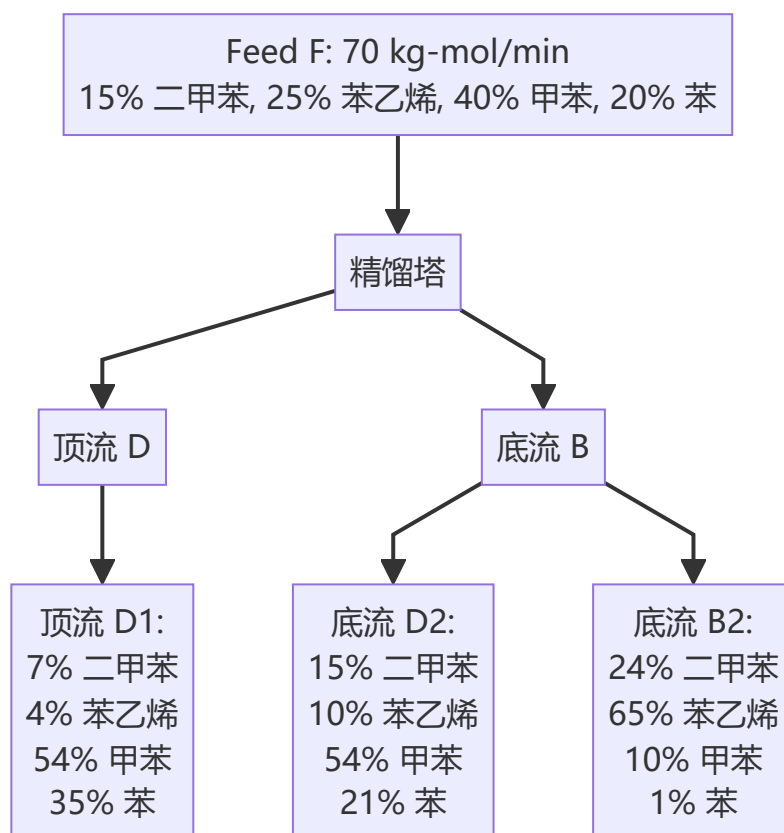 Feed F: 70 kg-mol/min
15% 二甲苯, 25% 苯乙烯, 40% 甲苯, 20% 苯
精馏塔
顶流 D
底流 B
顶流 D1:
7% 二甲苯
4% 苯乙烯
54% 甲苯
35% 苯
底流 D2:
15% 二甲苯
10% 苯乙烯
54% 甲苯
21% 苯
底流 B2:
24% 二甲苯
65% 苯乙烯
10% 甲苯
1% 苯